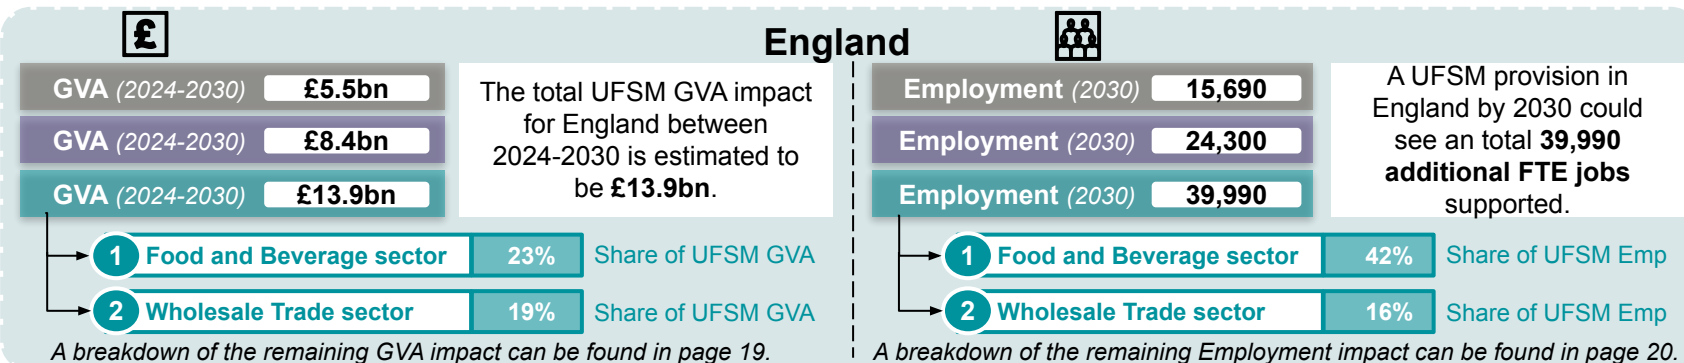 £
England
GVA (2024-2030) £5.5bn
GVA (2024-2030) £8.4bn
GVA (2024-2030) £13.9bn
The total UFSM GVA impact
for England between
2024-2030 is estimated to
be £13.9bn.
1 Food and Beverage sector 23% Share of UFSM GVA
2 Wholesale Trade sector 19% Share of UFSM GVA
A breakdown of the remaining GVA impact can be found in page 19.
Employment (2030) 15,690
Employment (2030) 24,300
Employment (2030) 39,990
A UFSM provision in
England by 2030 could
see an total 39,990
additional FTE jobs
supported.
1 Food and Beverage sector 42% Share of UFSM Emp
2 Wholesale Trade sector 16% Share of UFSM Emp
A breakdown of the remaining Employment impact can be found in page 20.